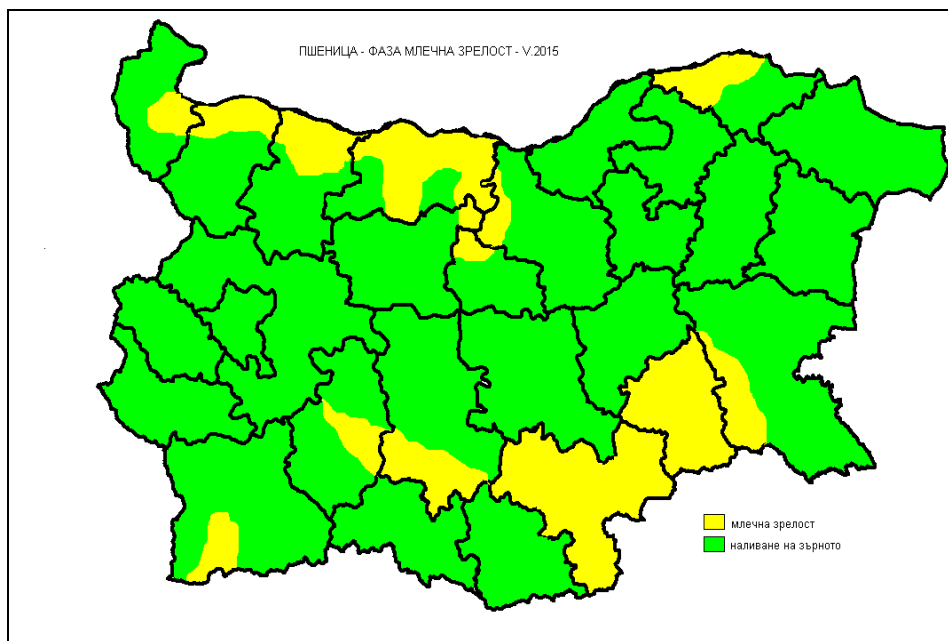 ПШЕНИЦА - ФАЗА МЛЕЧНА ЗРЕЛОСТ - V.2015
млечна зрелост
наливане на зърното